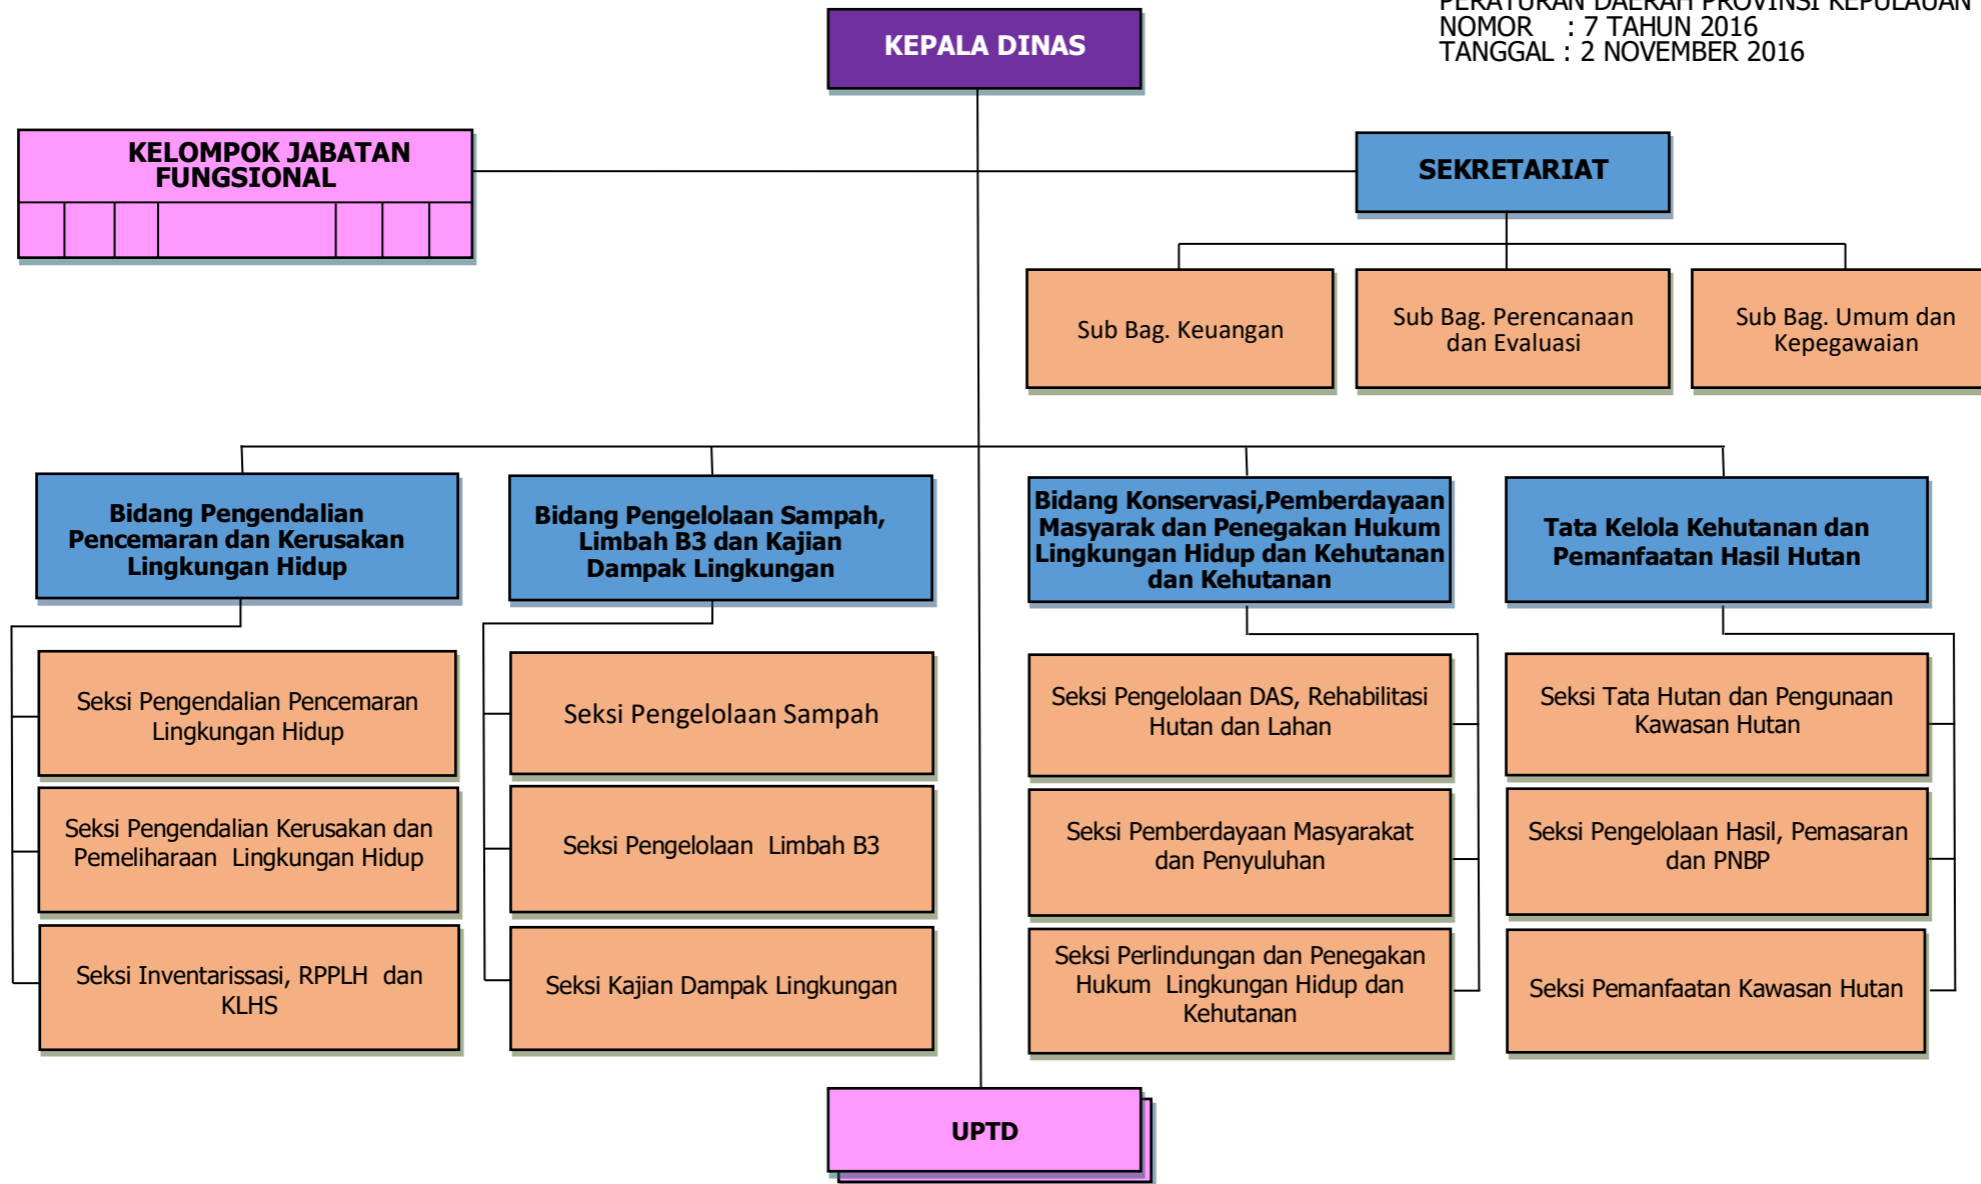 PERATURAN DAERAH PROVINSI KEPULAUAN
NOMOR : 7 TAHUN 2016
TANGGAL : 2 NOVEMBER 2016
KEPALA DINAS
KELOMPOK JABATAN
FUNGSIONAL
SEKRETARIAT
Sub Bag. Keuangan
Sub Bag. Perencanaan
dan Evaluasi
Sub Bag. Umum dan
Kepegawaian
Bidang Pengendalian
Pencemaran dan Kerusakan
Lingkungan Hidup
Bidang Pengelolaan Sampah,
Limbah B3 dan Kajian
Dampak Lingkungan
Bidang Konservasi,Pemberdayaan
Masyarak dan Penegakan Hukum
Lingkungan Hidup dan Kehutanan
dan Kehutanan
Tata Kelola Kehutanan dan
Pemanfaatan Hasil Hutan
Seksi Pengendalian Pencemaran
Lingkungan Hidup
Seksi Pengendalian Kerusakan dan
Pemeliharaan Lingkungan Hidup
Seksi Inventarissasi, RPPLH dan
KLHS
Seksi Pengelolaan Sampah
Seksi Pengelolaan Limbah B3
Seksi Kajian Dampak Lingkungan
Seksi Pengelolaan DAS, Rehabilitasi
Hutan dan Lahan
Seksi Pemberdayaan Masyarakat
dan Penyuluhan
Seksi Perlindungan dan Penegakan
Hukum Lingkungan Hidup dan
Kehutanan
Seksi Tata Hutan dan Pengunaan
Kawasan Hutan
Seksi Pengelolaan Hasil, Pemasaran
dan PNBP
Seksi Pemanfaatan Kawasan Hutan
UPTD